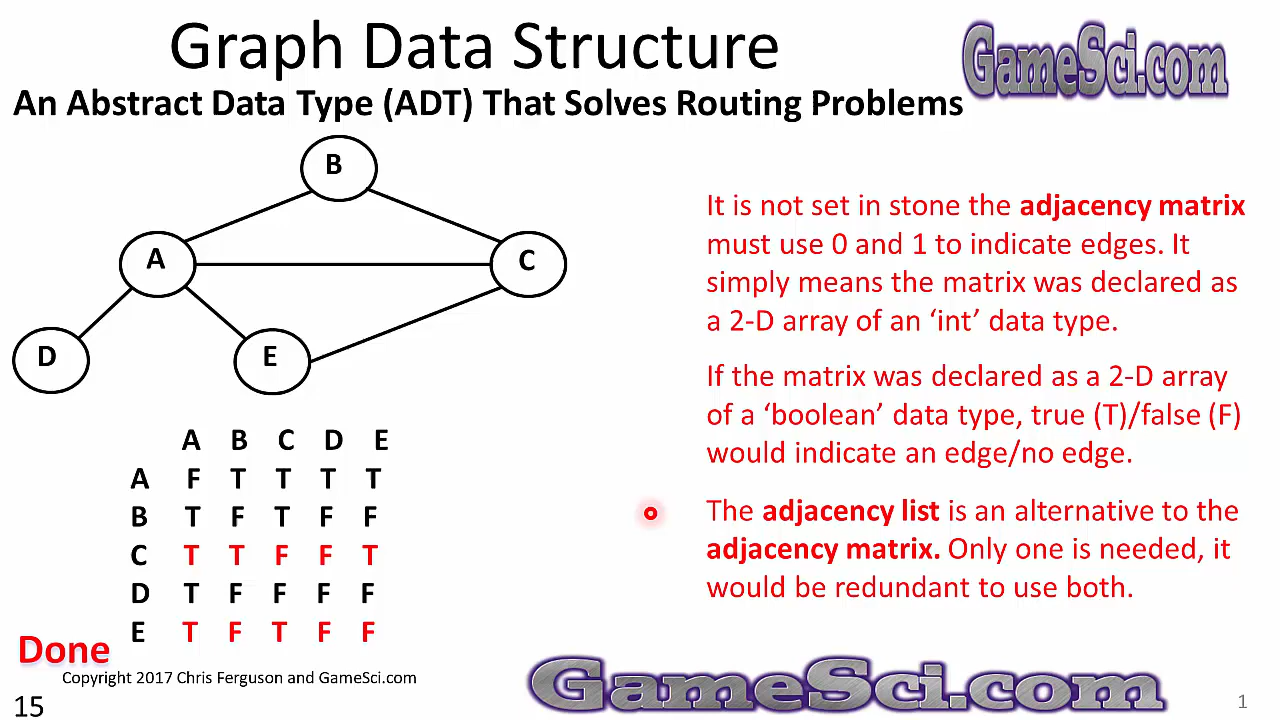 Graph Data Structure
GameSci.com
An Abstract Data Type (ADT) That Solves Routing Problems
B
A
C
D
E
It is not set in stone the adjacency matrix
must use 0 and 1 to indicate edges. It
simply means the matrix was declared as
a 2-D array of an ‘int’ data type.
If the matrix was declared as a 2-D array
of a ‘boolean’ data type, true (T)/false (F)
would indicate an edge/no edge.
The adjacency list is an alternative to the
adjacency matrix. Only one is needed, it
would be redundant to use both.
A B C D E
A F T T T T
B T F T F F
C T T F F T
D T F F F F
E T F T F F
Done
Copyright 2017 Chris Ferguson and GameSci.com
GameSci.com
15
1